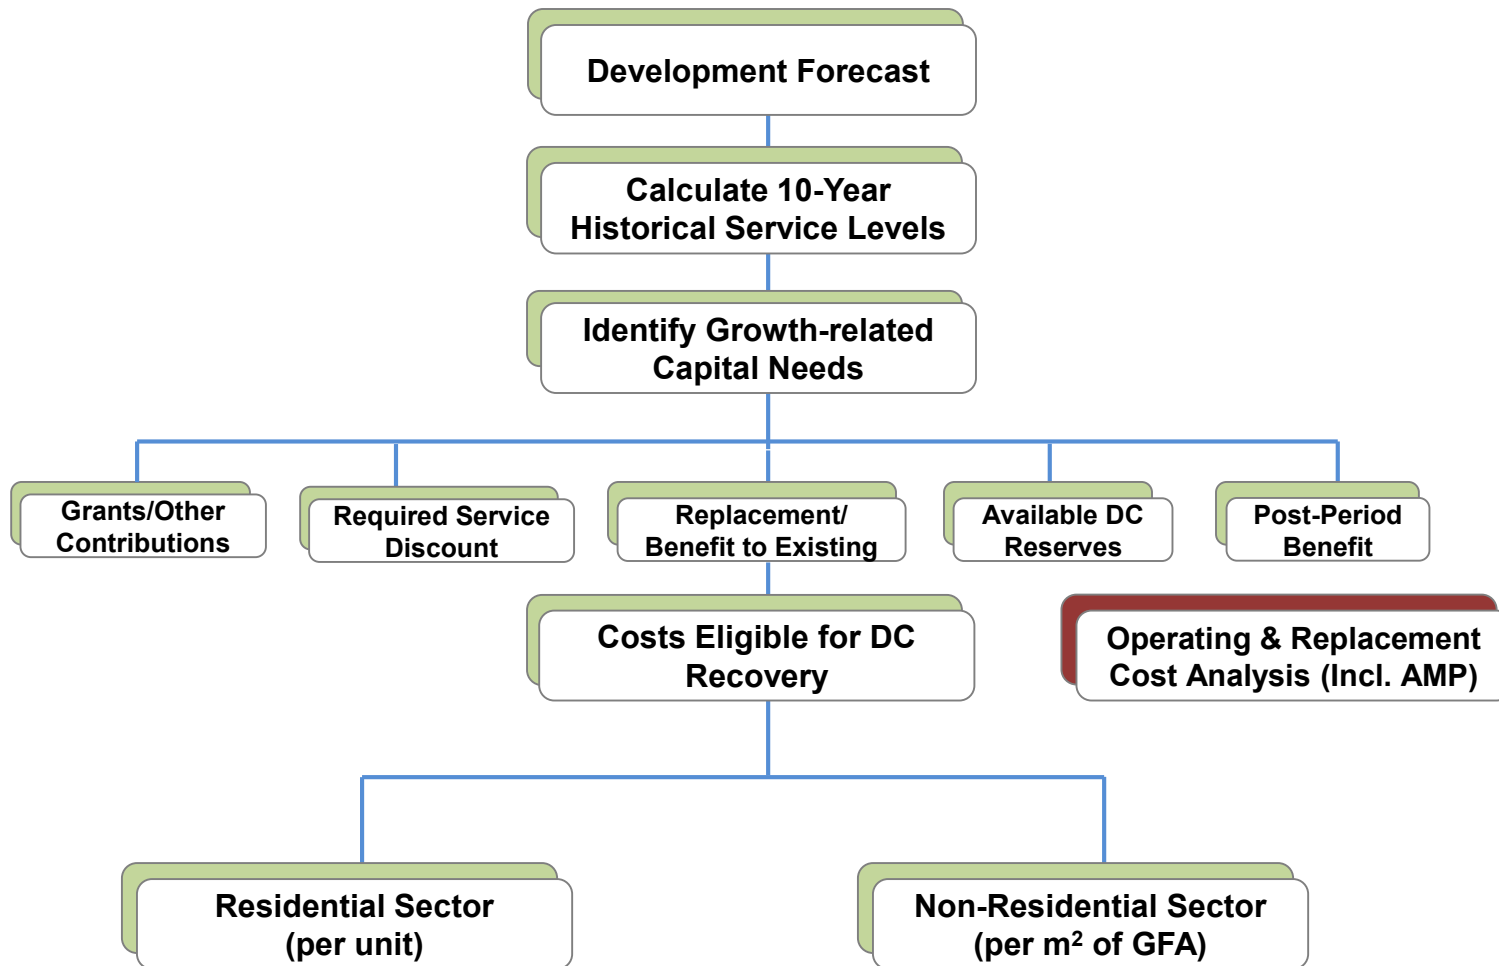 Development Forecast
Calculate 10-Year
Historical Service Levels
Identify Growth-related
Capital Needs
Grants/Other
Contributions
Required Service
Discount
Replacement/
Benefit to Existing
Available DC
Reserves
Post-Period
Benefit
Costs Eligible for DC
Recovery
Operating & Replacement
Cost Analysis (Incl. AMP)
Residential Sector
(per unit)
Non-Residential Sector
(per m² of GFA)